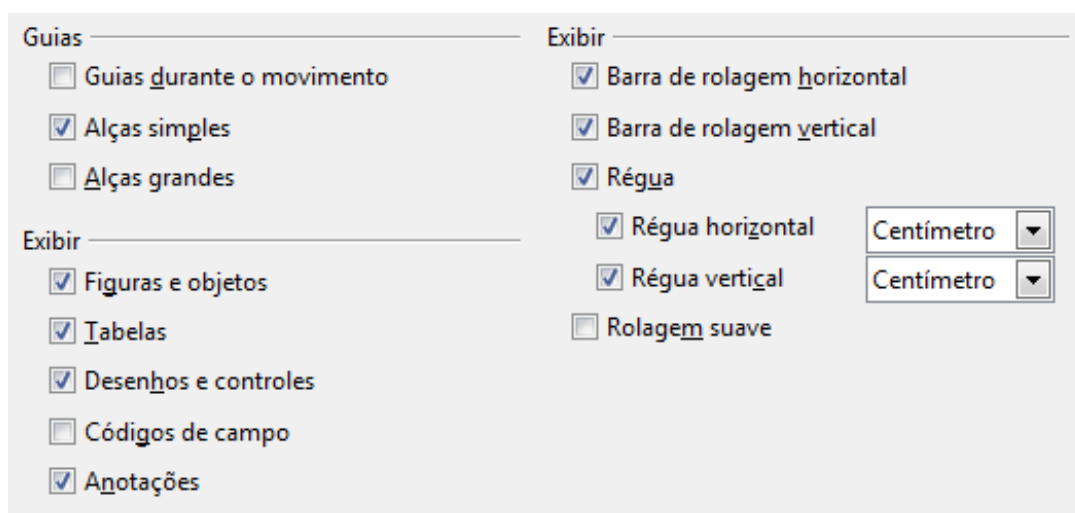 Guias
Guias durante o movimento
Alças simples
Alças grandes
Exibir
Figuras e objetos
Tabelas
Desenhos e controles
Códigos de campo
Anotações
Exibir
Barra de rolagem horizontal
Barra de rolagem vertical
Régua
Régua horizontal Centímetro
Régua vertical Centímetro
Rolagem suave